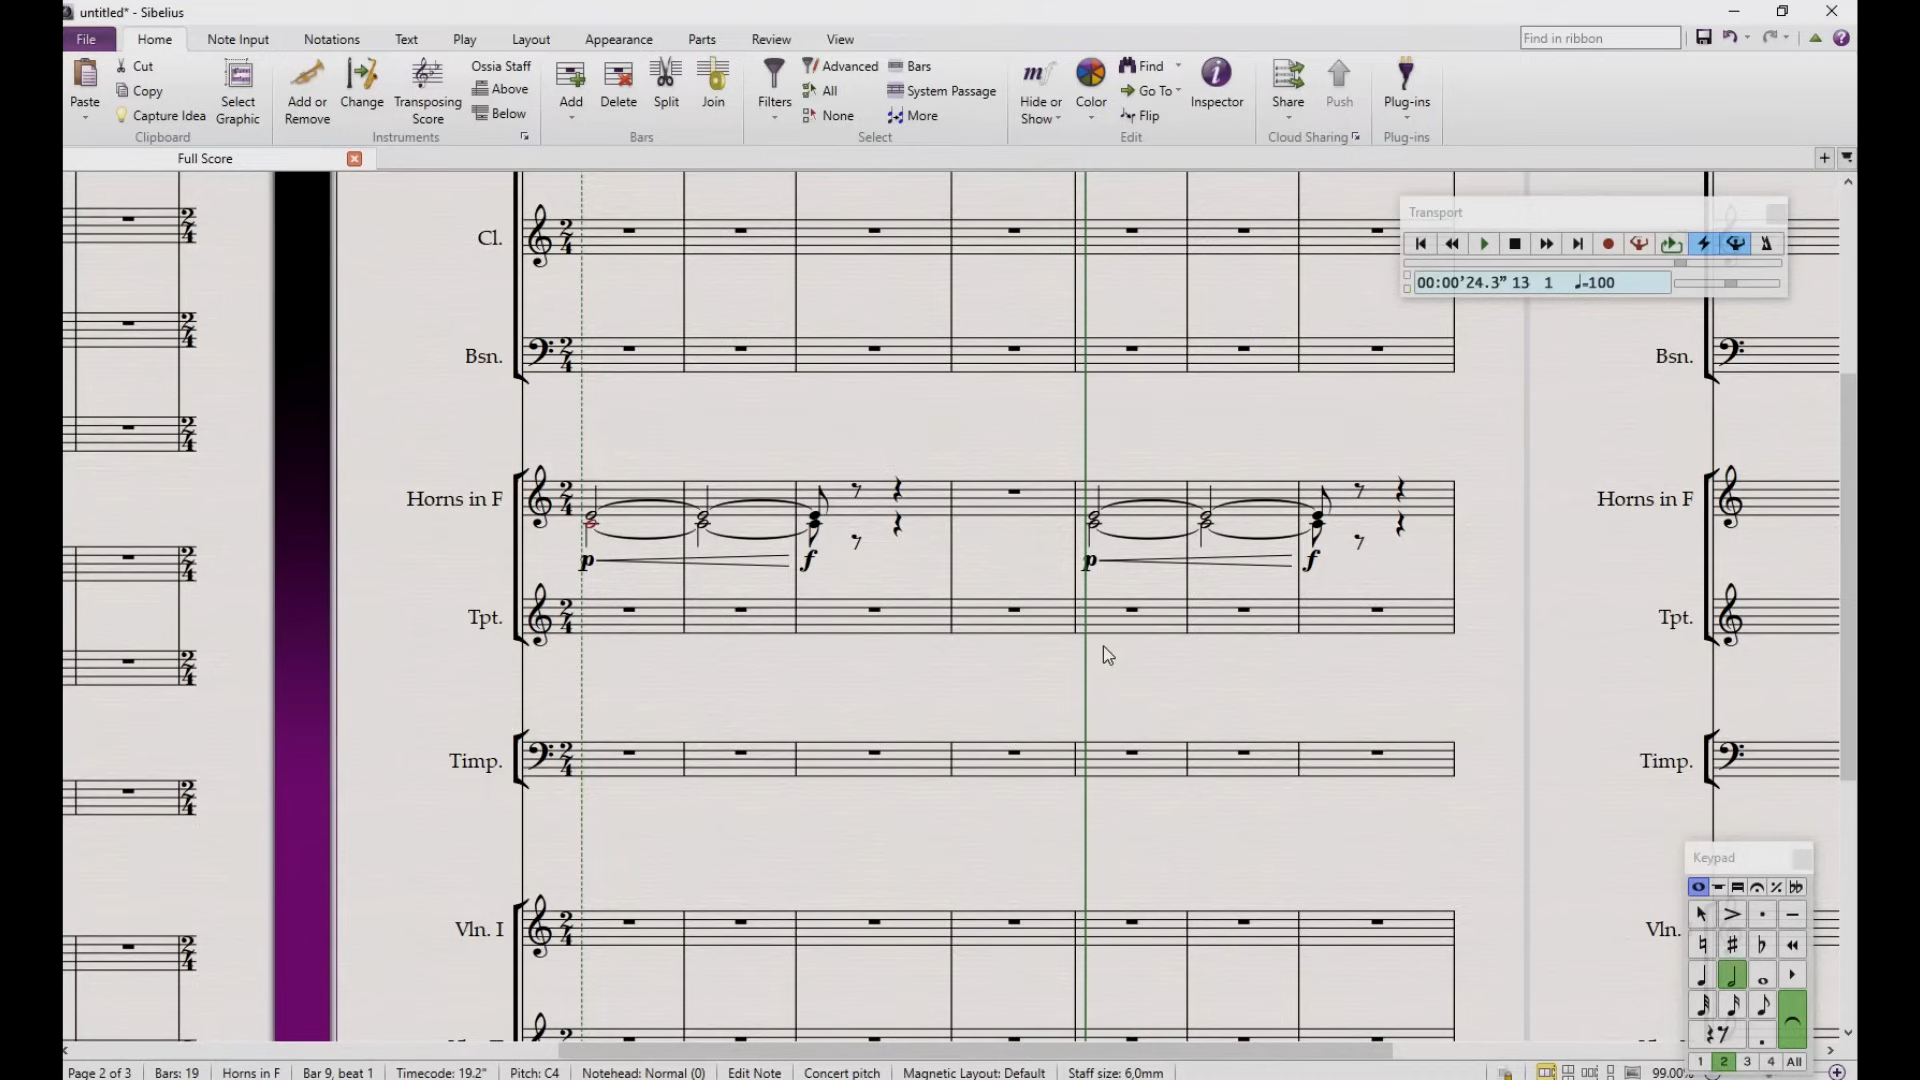 untitled* - Sibelius
File Home Note Input Notations Text Play Layout Appearance Parts Review View Find in ribbon
Paste
Cut
Copy
Capture Idea
Select Graphic
Clipboard
Add or Remove
Change
Transposing Score
Ossia Staff
Above
Below
Instruments
Add
Delete
Split
Join
Bars
Filters
Advanced
All
None
Bars
System Passage
More
Select
Hide or Show
Color
Find
Go To
Flip
Inspector
Edit
Share
Push
Cloud Sharing
Plug-ins
Plug-ins
Full Score
Transport
00:00'24.3" 13 1 ♩=100
Cl.
Bsn.
Bsn.
Horns in F
Horns in F
p f p f
Tpt.
Tpt.
Timp.
Timp.
Vln. I
Vln.
Keypad
1 2 3 4 All
Page 2 of 3 Bars: 19 Horns in F Bar 9, beat 1 Timecode: 19.2" Pitch: C4 Notehead: Normal (0) Edit Note Concert pitch Magnetic Layout: Default Staff size: 6,0mm 99.00%